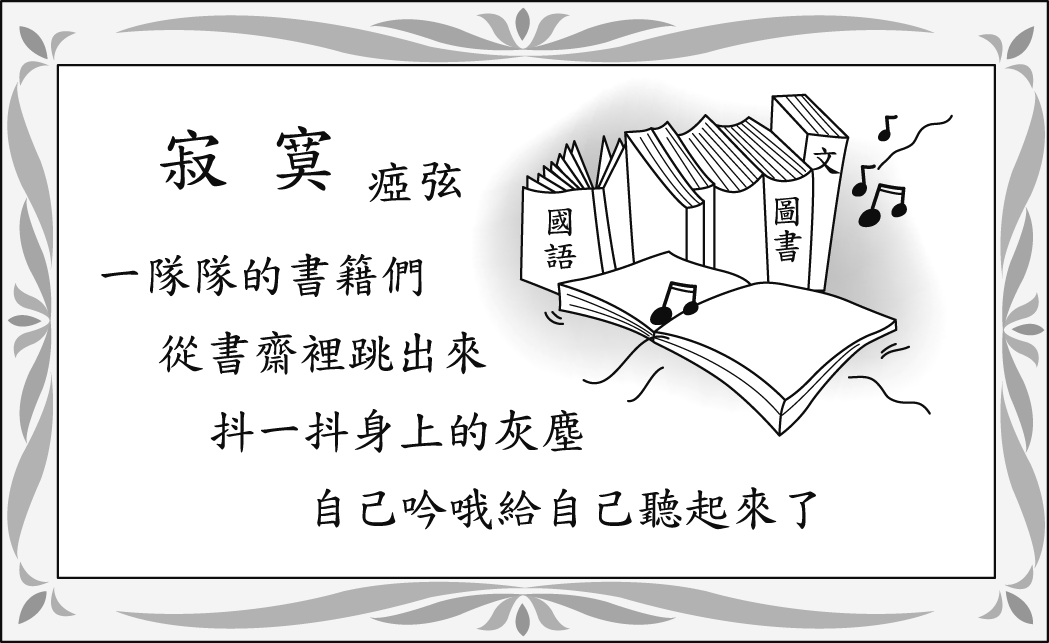 寂寞 瘂弦
一隊隊的書籍們
從書齋裡跳出來
抖一抖身上的灰塵
自己吟哦給自己聽起來了
國語
圖書
文